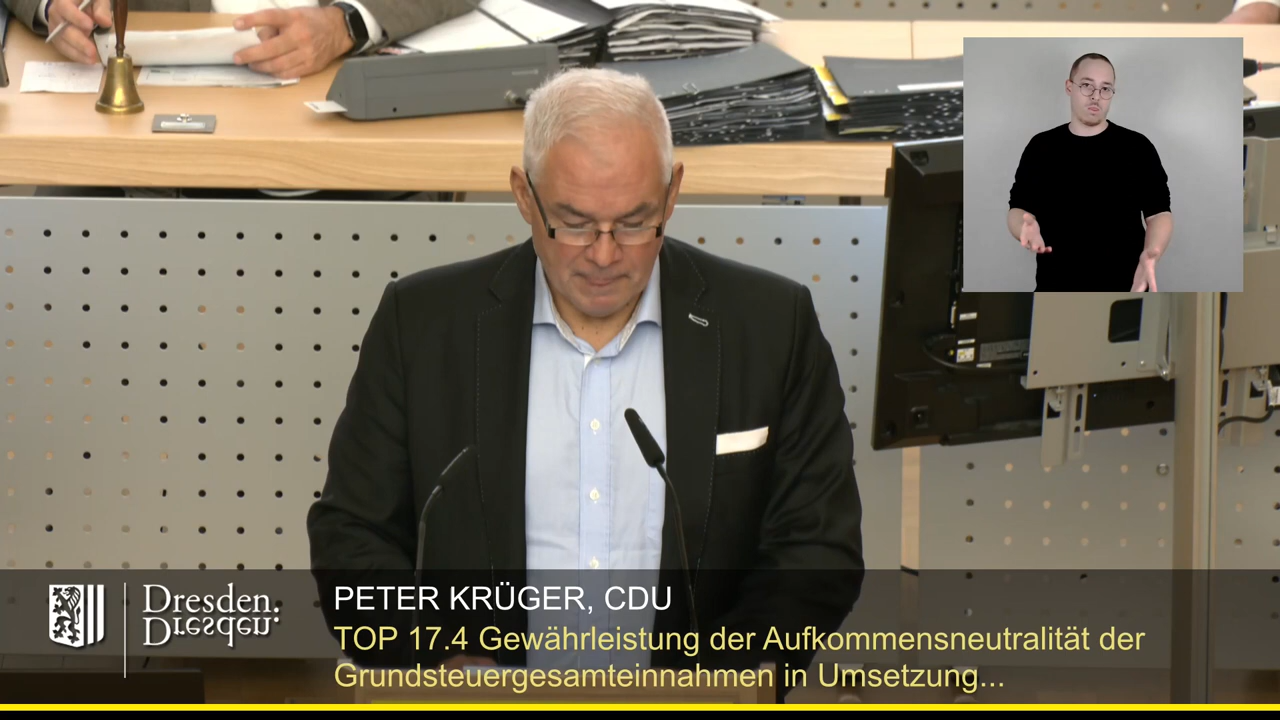 Dresden.
Dresden.
PETER KRÜGER, CDU
TOP 17.4 Gewährleistung der Aufkommensneutralität der
Grundsteuergesamteinnahmen in Umsetzung...